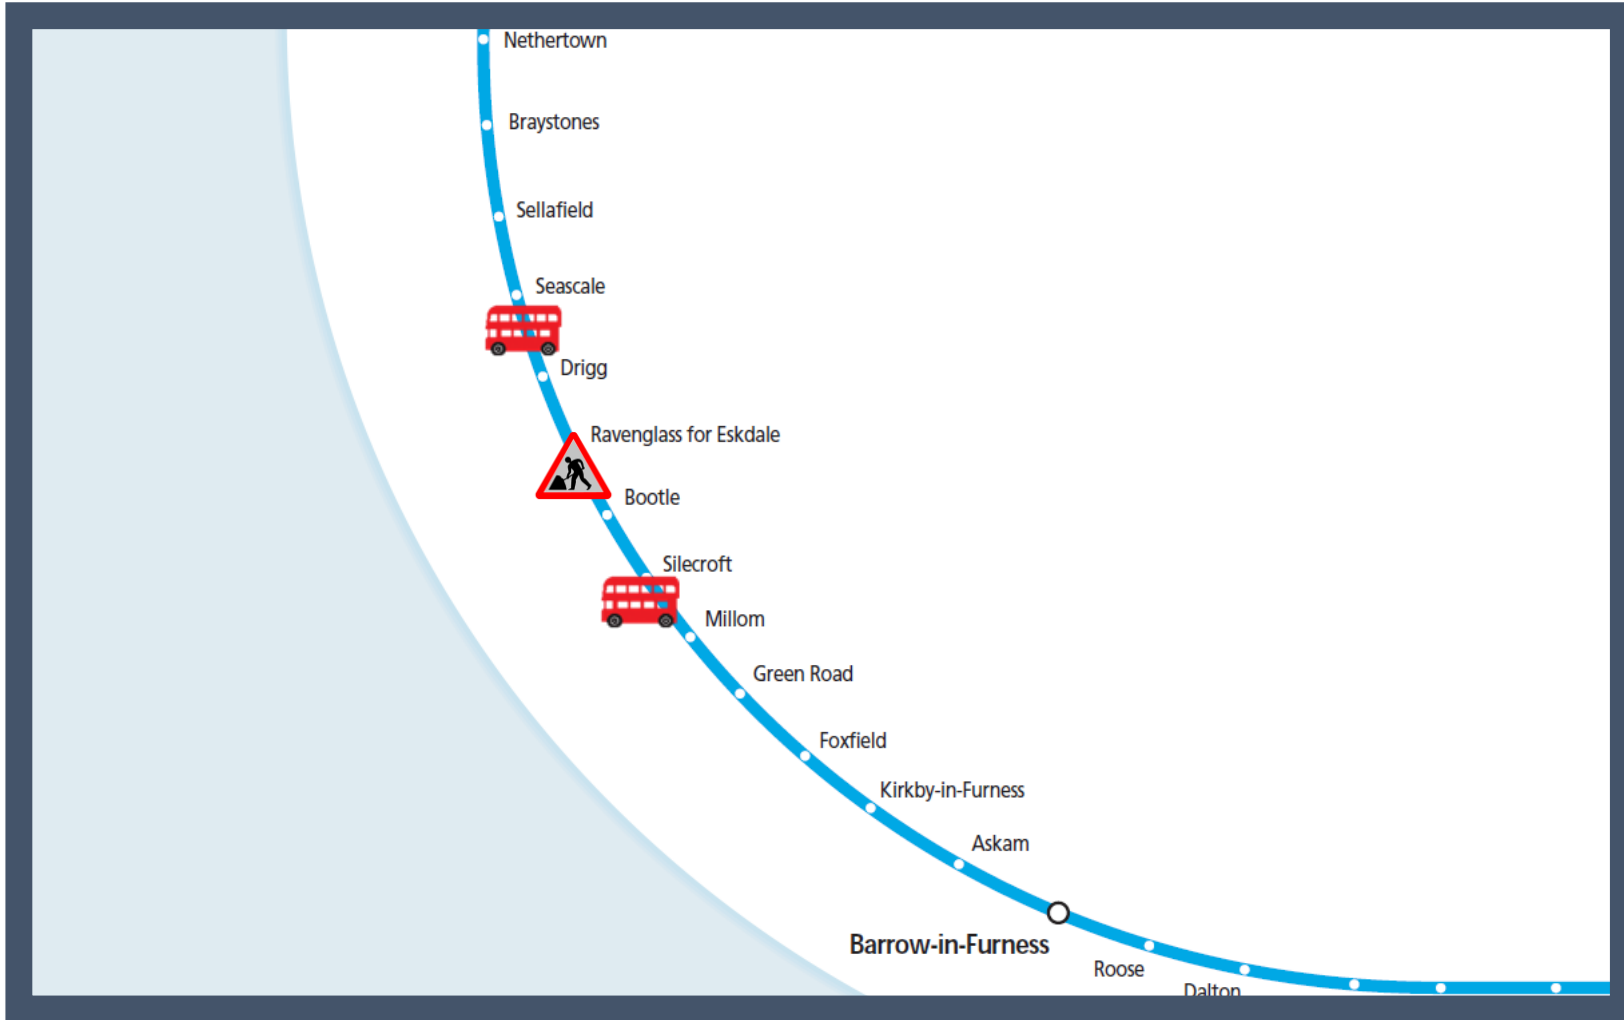 Nethertown
Braystones
Sellafield
Seascale
Drigg
Ravenglass for Eskdale
Bootle
Silecroft
Millom
Green Road
Foxfield
Kirkby-in-Furness
Askam
Barrow-in-Furness
Roose
Dalton